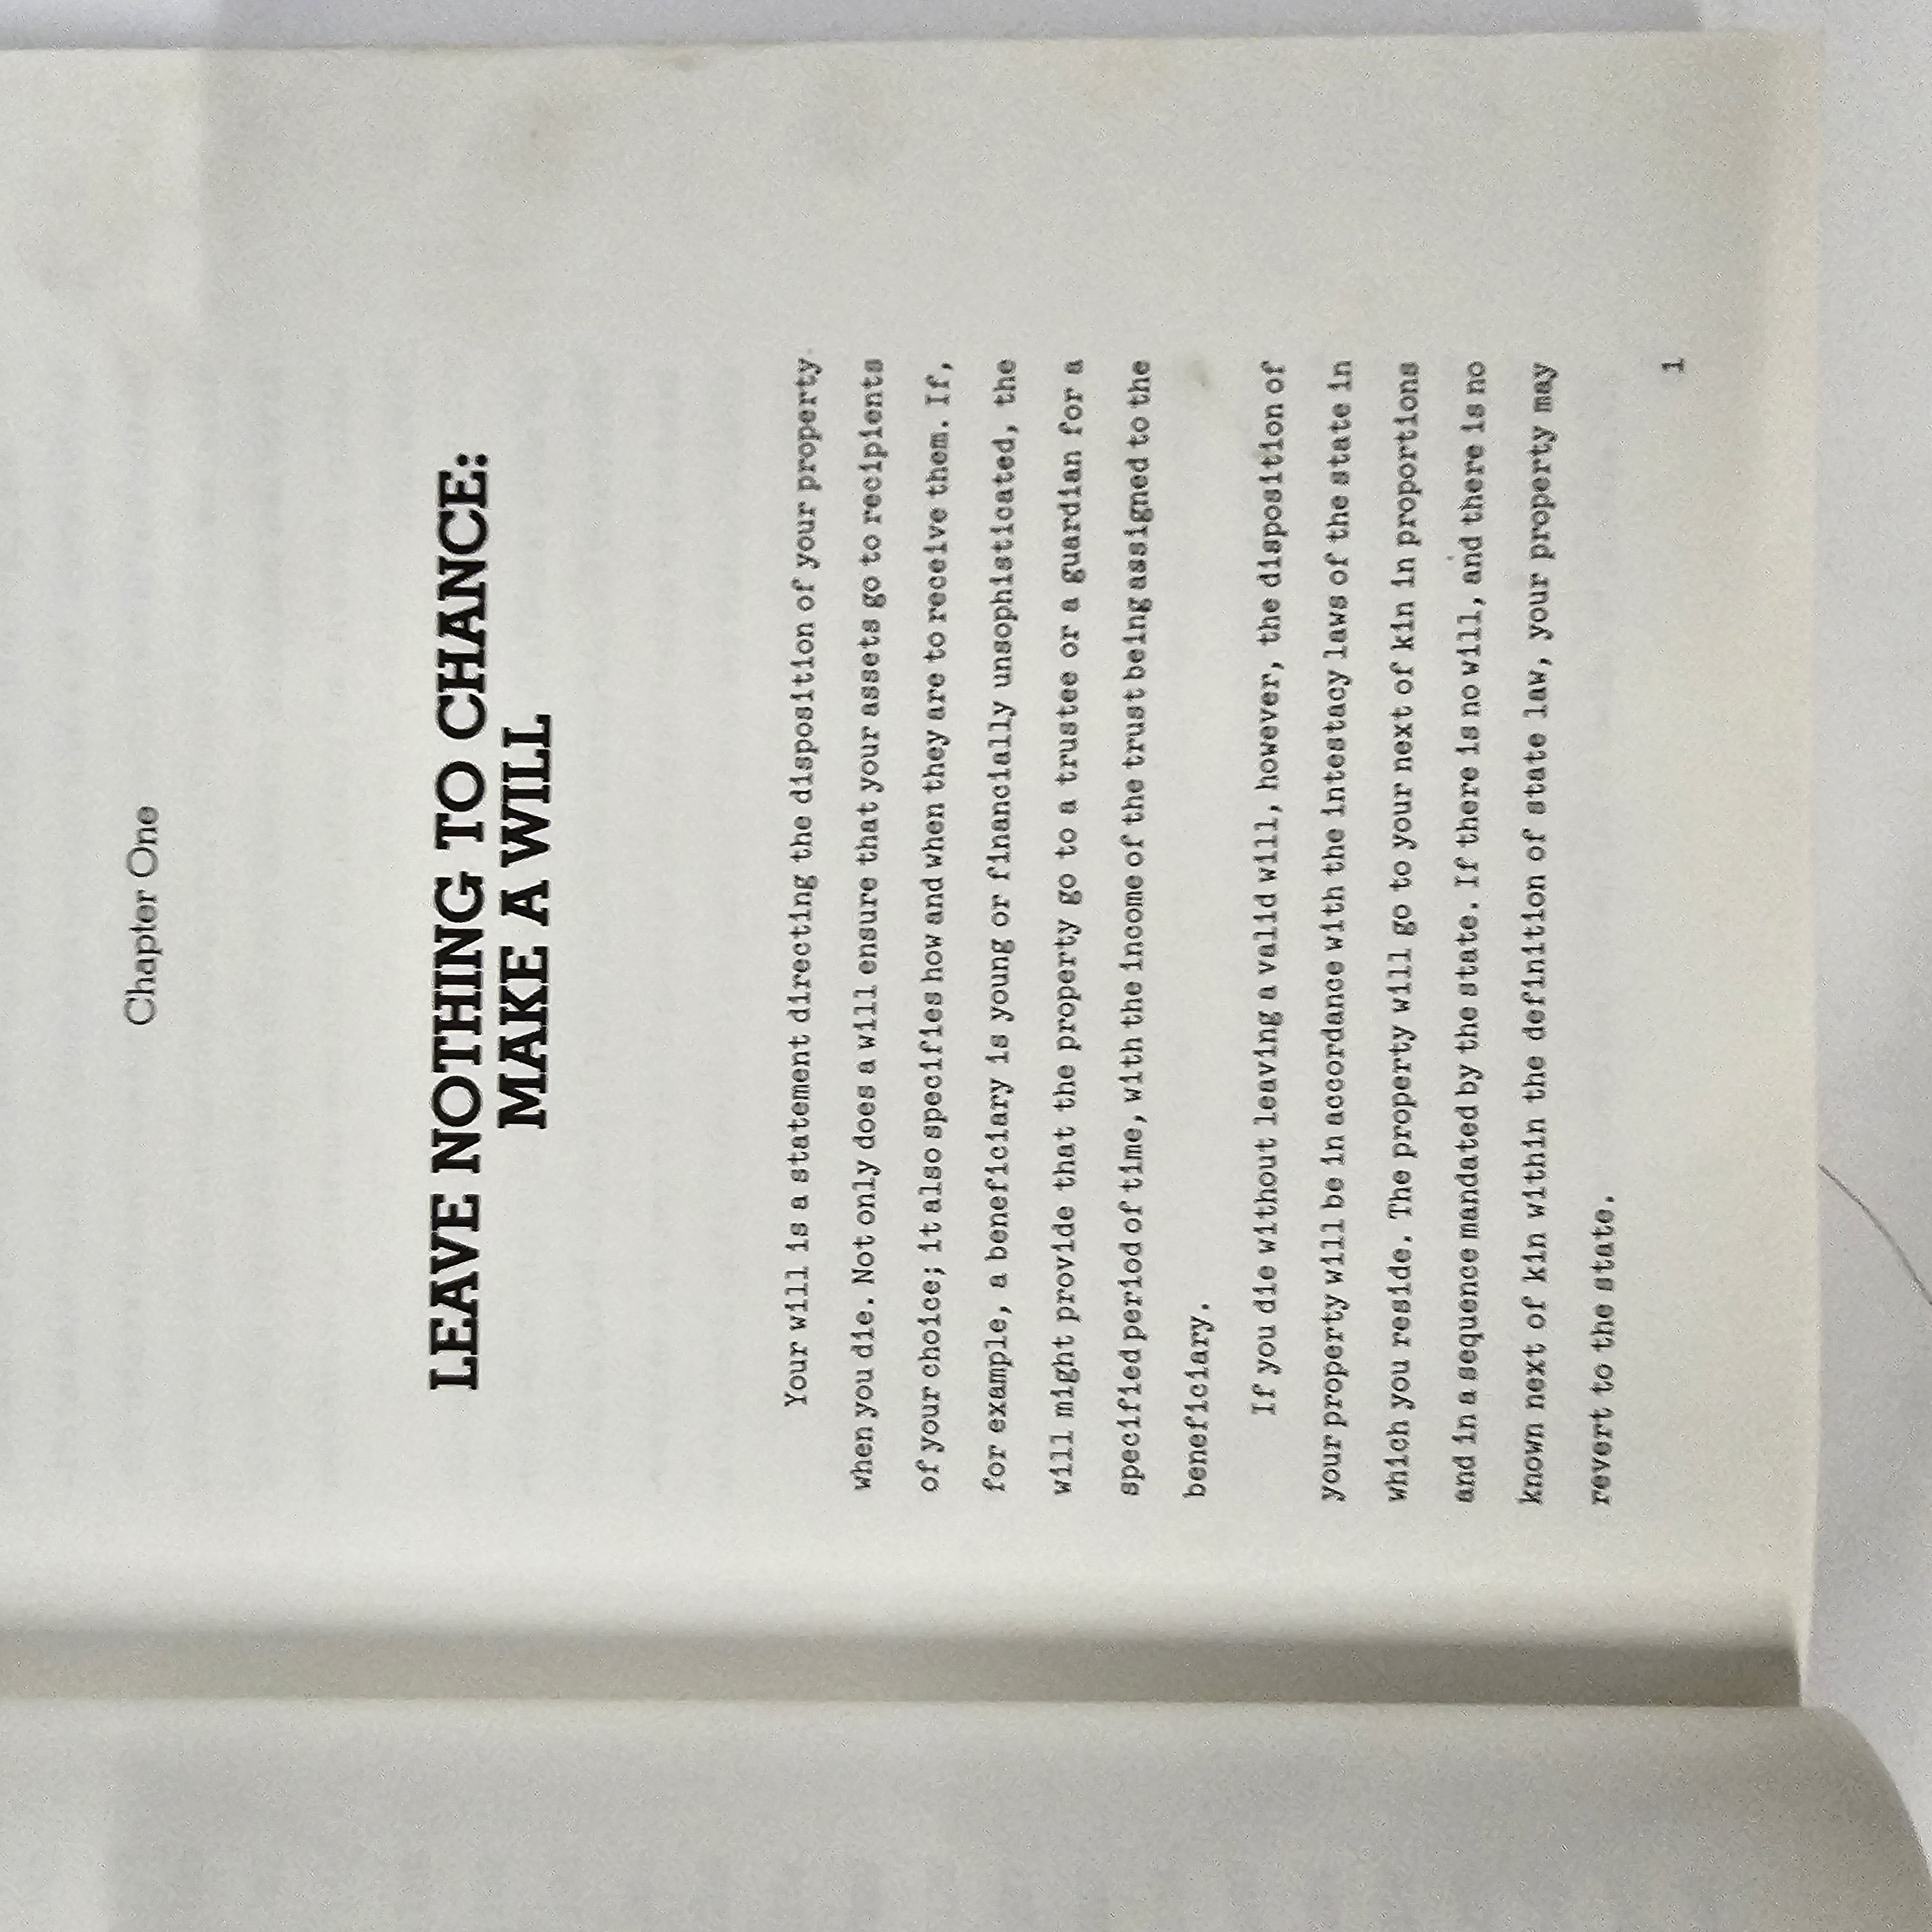 Chapter One
LEAVE NOTHING TO CHANCE:
MAKE A WILL
Your will is a statement directing the disposition of your property
when you die. Not only does a will ensure that your assets go to recipients
of your choice; it also specifies how and when they are to receive them. If,
for example, a beneficiary is young or financially unsophisticated, the
will might provide that the property go to a trustee or a guardian for a
specified period of time, with the income of the trust being assigned to the
beneficiary.
If you die without leaving a valid will, however, the disposition of
your property will be in accordance with the intestacy laws of the state in
which you reside. The property will go to your next of kin in proportions
and in a sequence mandated by the state. If there is no will, and there is no
known next of kin within the definition of state law, your property may
revert to the state.
1